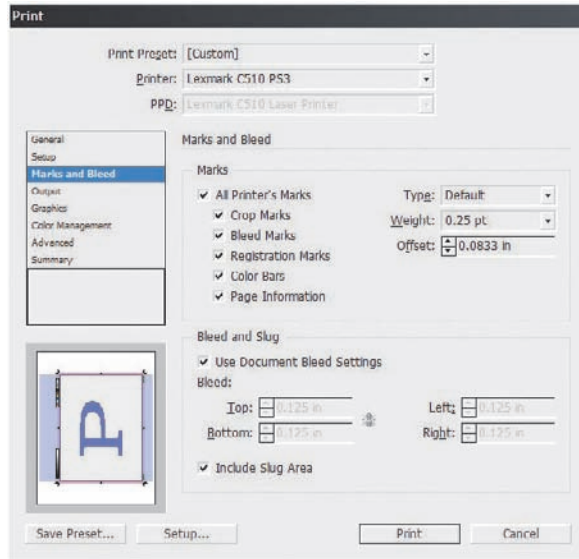 Print
Print Preset: [Custom]
Printer: Lexmark C510 PS3
PPD: Lexmark C510 Laser Printer
General
Setup
Marks and Bleed
Output
Graphics
Color Management
Advanced
Summary
Marks and Bleed
Marks
All Printer's Marks
Crop Marks
Bleed Marks
Registration Marks
Color Bars
Page Information
Type: Default
Weight: 0.25 pt
Offset: 0.0833 in
Bleed and Slug
Use Document Bleed Settings
Bleed:
Top: 0.125 in
Bottom: 0.125 in
Left: 0.125 in
Right: 0.125 in
Include Slug Area
P
Save Preset...
Setup...
Print
Cancel